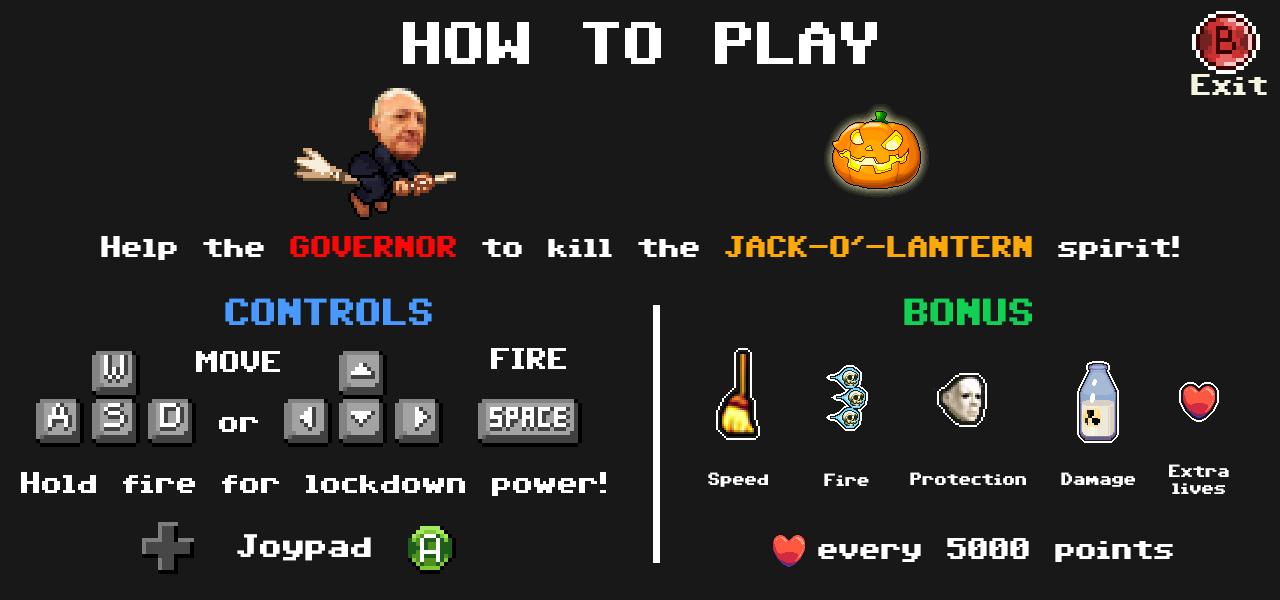 HOW TO PLAY
B
Exit
Help the GOVERNOR to kill the JACK-O'-LANTERN spirit!
CONTROLS
W MOVE FIRE
A S D or SPACE
Hold fire for lockdown power!
Joypad A
BONUS
Speed Fire Protection Damage Extra lives
every 5000 points